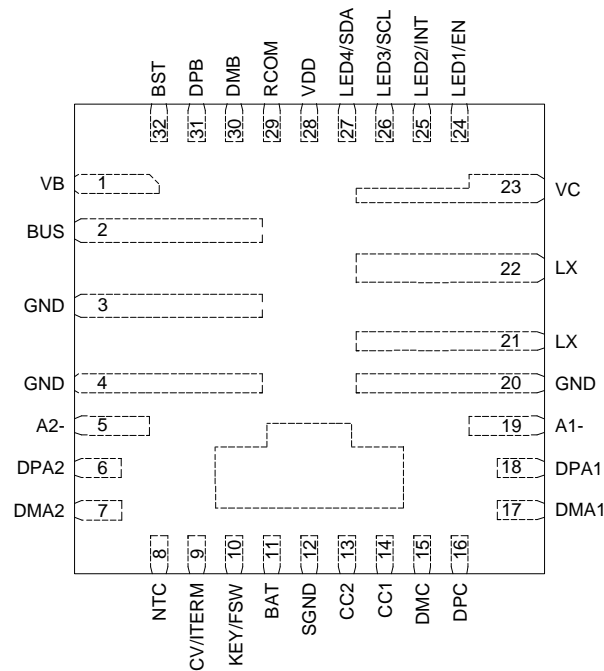 BST
DPB
DMB
RCOM
VDD
LED4/SDA
LED3/SCL
LED2/INT
LED1/EN
32
31
30
29
28
27
26
25
24
VB
1
23
VC
BUS
2
22
LX
GND
3
21
LX
GND
4
20
GND
A2-
5
19
A1-
DPA2
6
18
DPA1
DMA2
7
17
DMA1
8
9
10
11
12
13
14
15
16
NTC
CV/ITERM
KEY/FSW
BAT
SGND
CC2
CC1
DMC
DPC